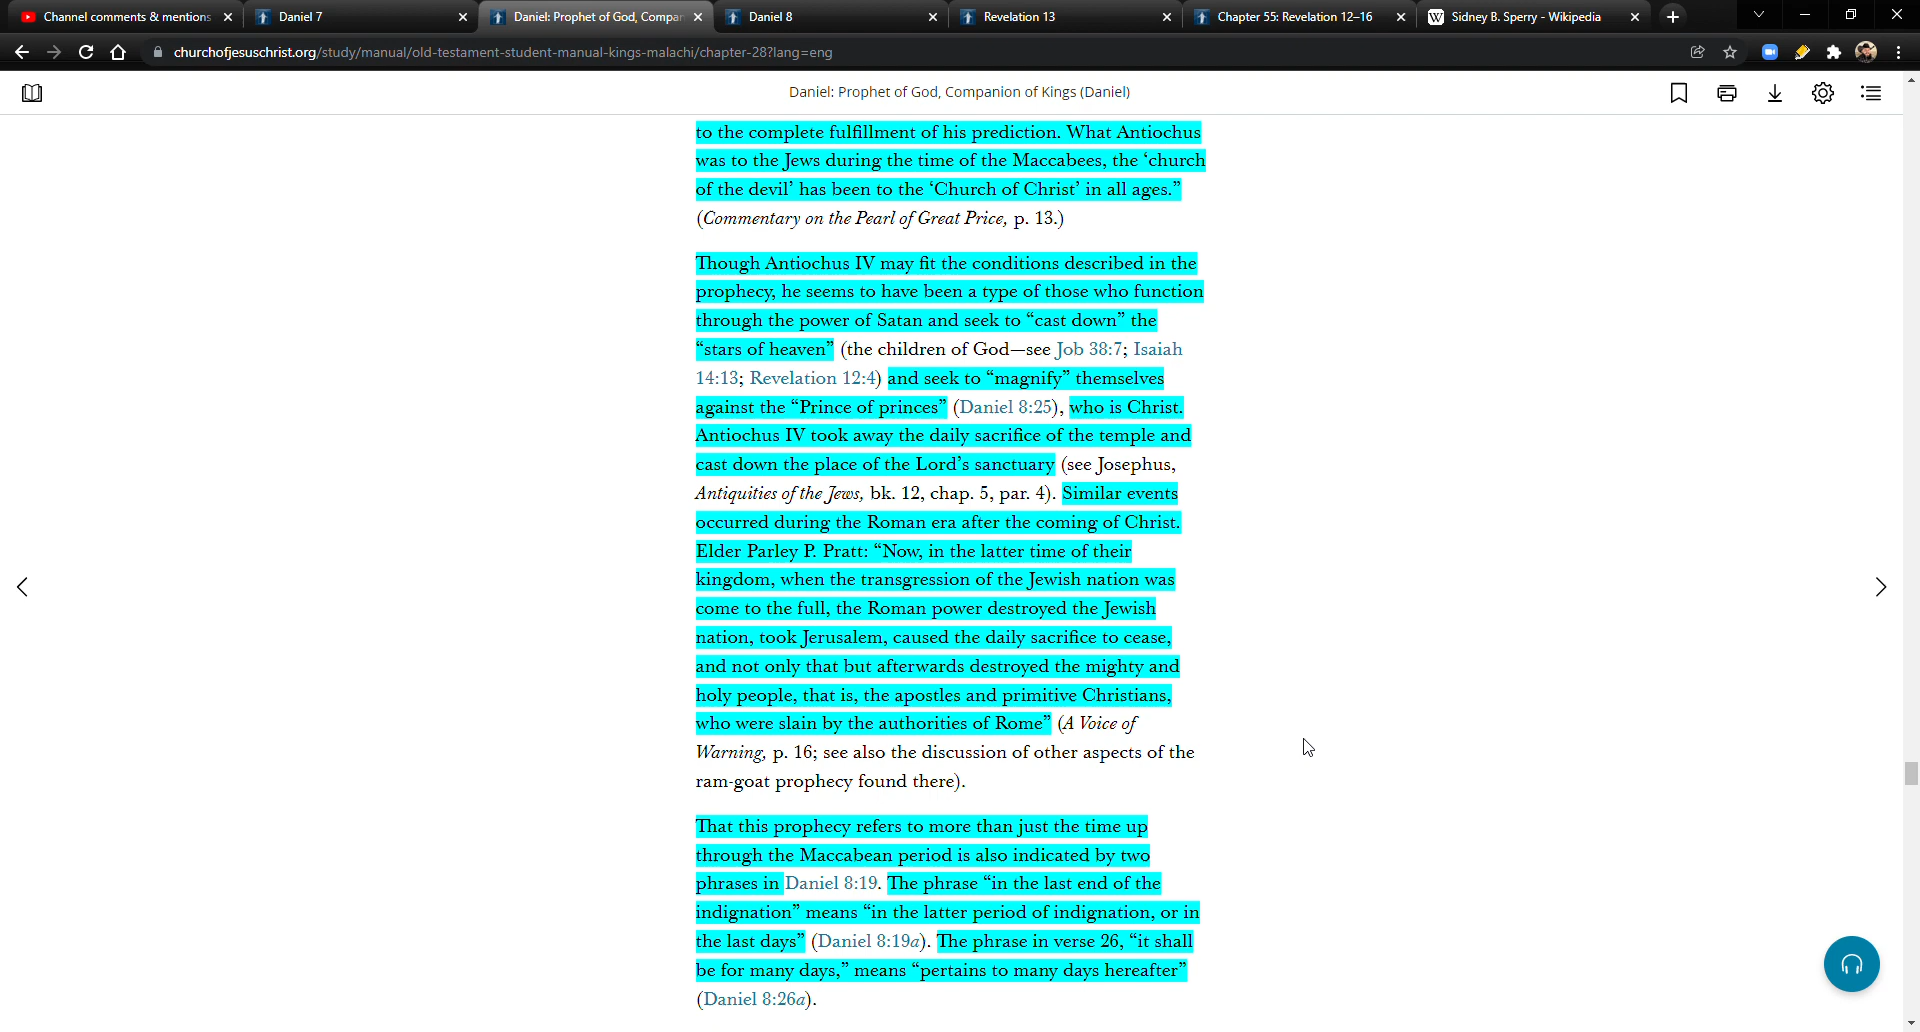 Channel comments & mentions
Daniel 7
Daniel: Prophet of God, Compan
Daniel 8
Revelation 13
Chapter 55: Revelation 12–16
W Sidney B. Sperry - Wikipedia
churchofjesuschrist.org/study/manual/old-testament-student-manual-kings-malachi/chapter-28?lang=eng
Daniel: Prophet of God, Companion of Kings (Daniel)
to the complete fulfillment of his prediction. What Antiochus
was to the Jews during the time of the Maccabees, the ‘church
of the devil’ has been to the ‘Church of Christ’ in all ages.”
(Commentary on the Pearl of Great Price, p. 13.)
Though Antiochus IV may fit the conditions described in the
prophecy, he seems to have been a type of those who function
through the power of Satan and seek to “cast down” the
“stars of heaven” (the children of God—see Job 38:7; Isaiah
14:13; Revelation 12:4) and seek to “magnify” themselves
against the “Prince of princes” (Daniel 8:25), who is Christ.
Antiochus IV took away the daily sacrifice of the temple and
cast down the place of the Lord’s sanctuary (see Josephus,
Antiquities of the Jews, bk. 12, chap. 5, par. 4). Similar events
occurred during the Roman era after the coming of Christ.
Elder Parley P. Pratt: “Now, in the latter time of their
kingdom, when the transgression of the Jewish nation was
come to the full, the Roman power destroyed the Jewish
nation, took Jerusalem, caused the daily sacrifice to cease,
and not only that but afterwards destroyed the mighty and
holy people, that is, the apostles and primitive Christians,
who were slain by the authorities of Rome” (A Voice of
Warning, p. 16; see also the discussion of other aspects of the
ram-goat prophecy found there).
That this prophecy refers to more than just the time up
through the Maccabean period is also indicated by two
phrases in Daniel 8:19. The phrase “in the last end of the
indignation” means “in the latter period of indignation, or in
the last days” (Daniel 8:19a). The phrase in verse 26, “it shall
be for many days,” means “pertains to many days hereafter”
(Daniel 8:26a).